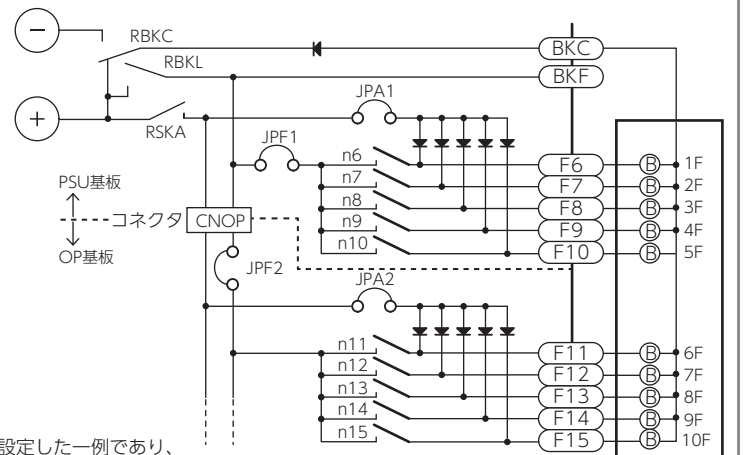 −
RBKC
RBKL
BKC
BKF
+
RSKA
JPA1
JPF1
n6
F6
B
1F
n7
F7
B
2F
PSU基板
n8
F8
B
3F
コネクタ
CNOP
n9
F9
B
4F
n10
F10
B
5F
OP基板
JPF2
JPA2
n11
F11
B
6F
n12
F12
B
7F
n13
F13
B
8F
n14
F14
B
9F
n15
F15
B
10F
設定した一例であり、